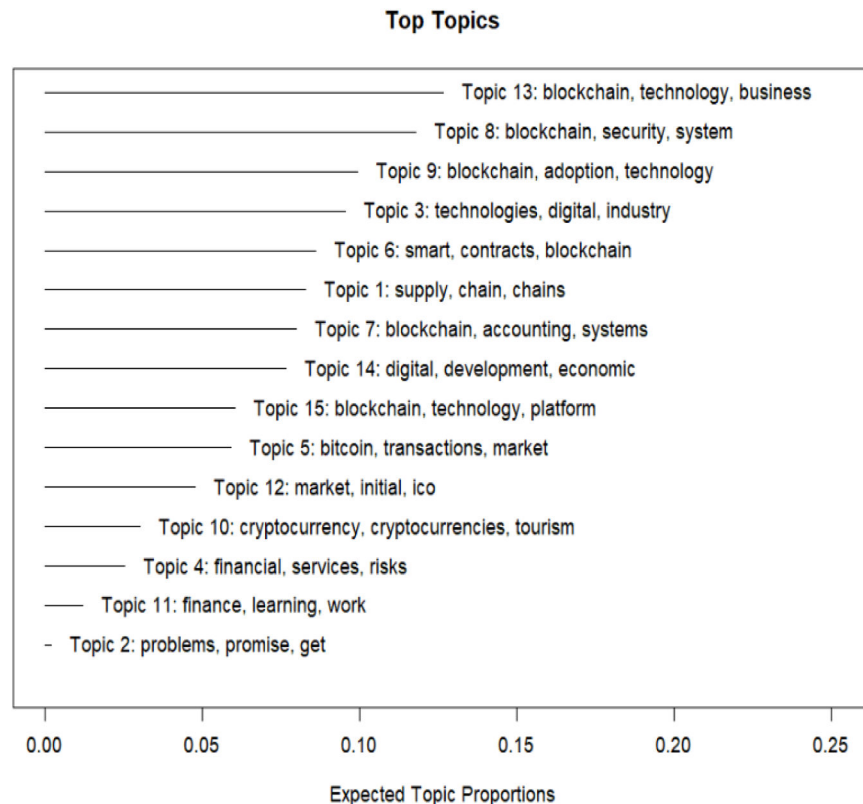 Top Topics
Topic 13: blockchain, technology, business
Topic 8: blockchain, security, system
Topic 9: blockchain, adoption, technology
Topic 3: technologies, digital, industry
Topic 6: smart, contracts, blockchain
Topic 1: supply, chain, chains
Topic 7: blockchain, accounting, systems
Topic 14: digital, development, economic
Topic 15: blockchain, technology, platform
Topic 5: bitcoin, transactions, market
Topic 12: market, initial, ico
Topic 10: cryptocurrency, cryptocurrencies, tourism
Topic 4: financial, services, risks
Topic 11: finance, learning, work
Topic 2: problems, promise, get
0.00 0.05 0.10 0.15 0.20 0.25
Expected Topic Proportions